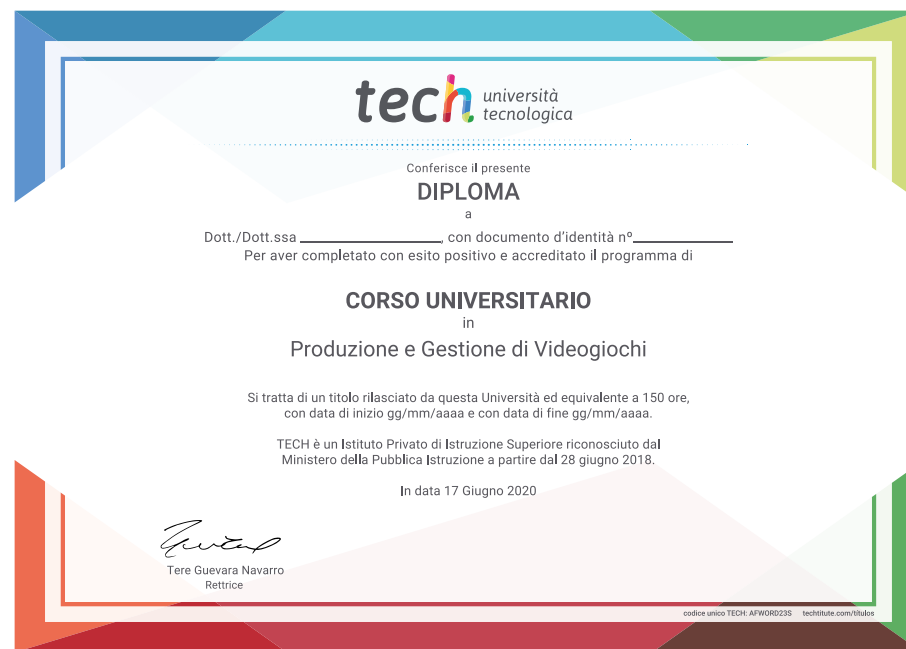 tech università
tecnologica
Conferisce il presente
DIPLOMA
a
Dott./Dott.ssa ____________________, con documento d'identità nº______________
Per aver completato con esito positivo e accreditato il programma di
CORSO UNIVERSITARIO
in
Produzione e Gestione di Videogiochi
Si tratta di un titolo rilasciato da questa Università ed equivalente a 150 ore,
con data di inizio gg/mm/aaaa e con data di fine gg/mm/aaaa.
TECH è un Istituto Privato di Istruzione Superiore riconosciuto dal
Ministero della Pubblica Istruzione a partire dal 28 giugno 2018.
In data 17 Giugno 2020
Tere Guevara Navarro
Rettrice
codice unico TECH: AFWORD23S techtitute.com/titulos